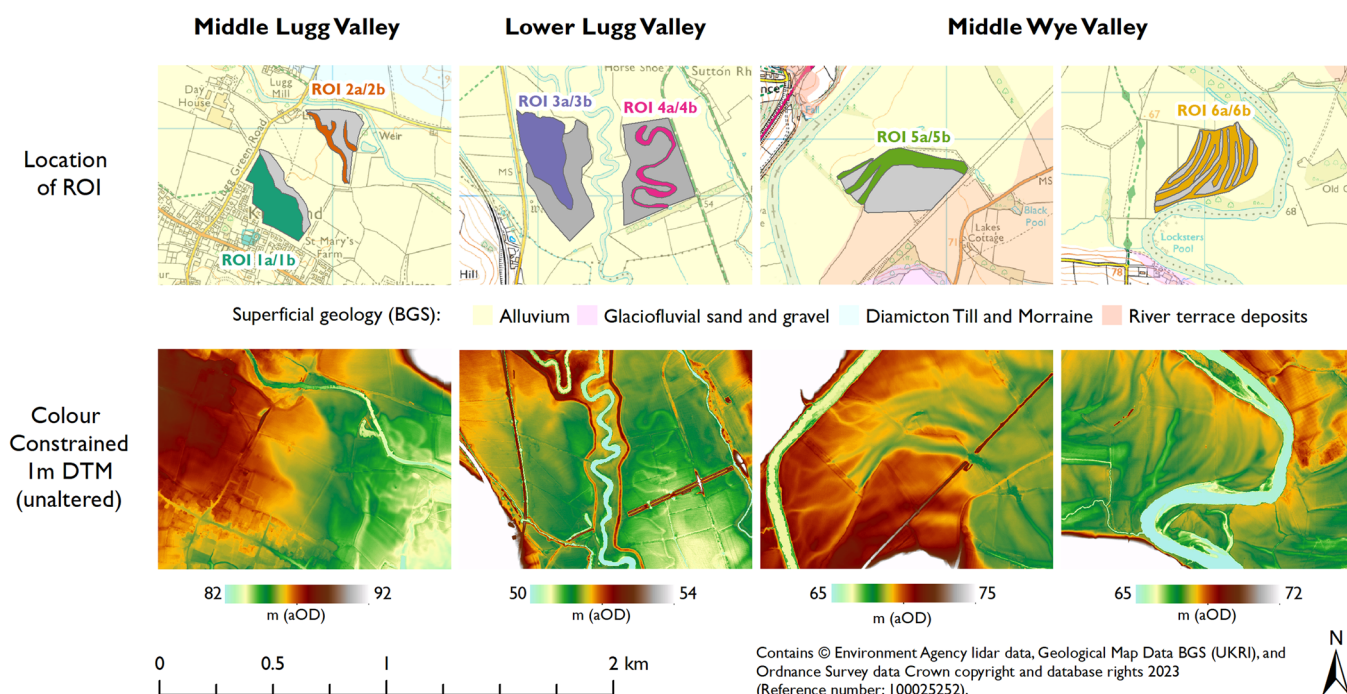 Middle Lugg Valley
Lower Lugg Valley
Middle Wye Valley
Location
of ROI
Day
House
Lugg
Mill
ROI 2a/2b
Weir
Lugg Green Road
St Mary's
Farm
ROI 1a/1b
Horse Shoe
Sutton Rh
ROI 3a/3b
ROI 4a/4b
MS
54
Hill
ROI 5a/5b
MS
Black
Pool
Lakes
Cottage
71
67
ROI 6a/6b
Old
68
Locksters
Pool
78
Superficial geology (BGS):
Alluvium
Glaciofluvial sand and gravel
Diamicton Till and Morraine
River terrace deposits
Colour
Constrained
1m DTM
(unaltered)
82
92
m (aOD)
50
54
m (aOD)
65
75
m (aOD)
65
72
m (aOD)
0
0.5
1
2 km
Contains © Environment Agency lidar data, Geological Map Data BGS (UKRI), and
Ordnance Survey data Crown copyright and database rights 2023
(Reference number: 100025252).
N